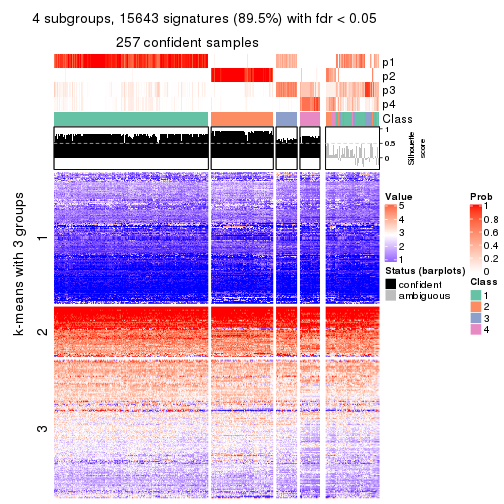 4 subgroups, 15643 signatures (89.5%) with fdr < 0.05
257 confident samples
p1
p2
p3
p4
Class
1
0.5
0
Silhouette
score
k-means with 3 groups
1
2
3
Value
5
4
3
2
1
Status (barplots)
confident
ambiguous
Prob
1
0.8
0.6
0.4
0.2
0
Class
1
2
3
4